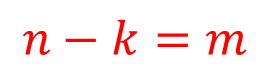 n − k = m